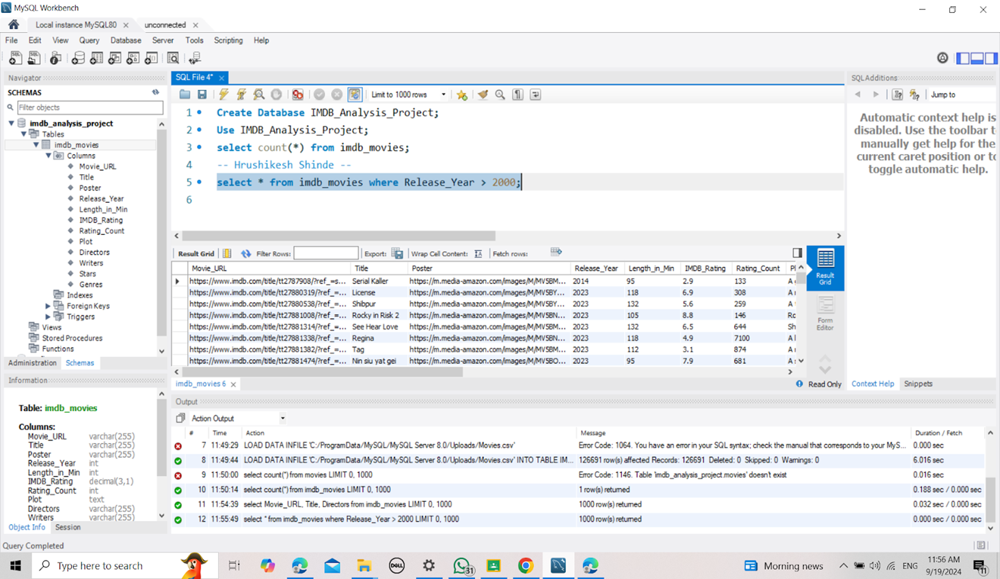 MySQL Workbench
Local instance MySQL80
unconnected
File Edit View Query Database Server Tools Scripting Help
Navigator
SCHEMAS
Filter objects
imdb_analysis_project
Tables
imdb_movies
Columns
Movie_URL
Title
Poster
Release_Year
Length_in_Min
IMDB_Rating
Rating_Count
Plot
Directors
Writers
Stars
Genres
Indexes
Foreign Keys
Triggers
Views
Stored Procedures
Functions
Administration Schemas
Information
Table: imdb_movies
Columns:
Movie_URL varchar(255)
Title varchar(255)
Poster varchar(255)
Release_Year int
Length_in_Min int
IMDB_Rating decimal(3,1)
Rating_Count int
Plot text
Directors varchar(255)
Writers varchar(255)
Object Info Session
Query Completed
SQL File 4*
Limit to 1000 rows
1 Create Database IMDB_Analysis_Project;
2 Use IMDB_Analysis_Project;
3 select count(*) from imdb_movies;
4 -- Hrushikesh Shinde --
5 select * from imdb_movies where Release_Year > 2000;
6
Result Grid Filter Rows: Export: Wrap Cell Content: Fetch rows:
Movie_URL Title Poster Release_Year Length_in_Min IMDB_Rating Rating_Count Pl
https://www.imdb.com/title/tt2787908/?ref_=s... Serial Kaller https://m.media-amazon.com/images/M/MV5BM... 2014 95 2.9 133 A r
https://www.imdb.com/title/tt27880319/?ref_=... License https://m.media-amazon.com/images/M/MV5BY... 2023 118 6.9 308 A r
https://www.imdb.com/title/tt27880538/?ref_=... Shibpur https://m.media-amazon.com/images/M/MV5BY... 2023 132 5.6 259 A
https://www.imdb.com/title/tt27881008/?ref_=... Rocky in Risk 2 https://m.media-amazon.com/images/M/MV5BN... 2023 105 8.8 146 Ro
https://www.imdb.com/title/tt27881314/?ref_=... See Hear Love https://m.media-amazon.com/images/M/MV5BN... 2023 132 6.5 644 Sh
https://www.imdb.com/title/tt27881338/?ref_=... Regina https://m.media-amazon.com/images/M/MV5BN... 2023 118 4.9 7100 A l
https://www.imdb.com/title/tt27881382/?ref_=... Tag https://m.media-amazon.com/images/M/MV5BM... 2023 112 3.1 874 A r
https://www.imdb.com/title/tt27881474/?ref_=... Nin siu yat gei https://m.media-amazon.com/images/M/MV5BO... 2023 95 7.9 681 A :
Result Grid
Form Editor
imdb_movies 6
Read Only
Output
Action Output
# Time Action Message Duration / Fetch
7 11:49:29 LOAD DATA INFILE 'C:/ProgramData/MySQL/MySQL Server 8.0/Uploads/Movies.csv' Error Code: 1064. You have an error in your SQL syntax; check the manual that corresponds to your MyS... 0.000 sec
8 11:49:44 LOAD DATA INFILE 'C:/ProgramData/MySQL/MySQL Server 8.0/Uploads/Movies.csv' INTO TABLE IM... 126691 row(s) affected Records: 126691 Deleted: 0 Skipped: 0 Warnings: 0 6.016 sec
9 11:50:00 select count(*) from movies LIMIT 0, 1000 Error Code: 1146. Table 'imdb_analysis_project.movies' doesn't exist 0.016 sec
10 11:50:14 select count(*) from imdb_movies LIMIT 0, 1000 1 row(s) returned 0.188 sec / 0.000 sec
11 11:54:39 select Movie_URL, Title, Directors from imdb_movies LIMIT 0, 1000 1000 row(s) returned 0.032 sec / 0.000 sec
12 11:55:49 select * from imdb_movies where Release_Year > 2000 LIMIT 0, 1000 1000 row(s) returned 0.000 sec / 0.000 sec
SQLAdditions
Jump to
Automatic context help is
disabled. Use the toolbar t
manually get help for the
current caret position or to
toggle automatic help.
Context Help Snippets
Type here to search
DELL
31
Morning news
ENG
11:56 AM
9/19/2024
11